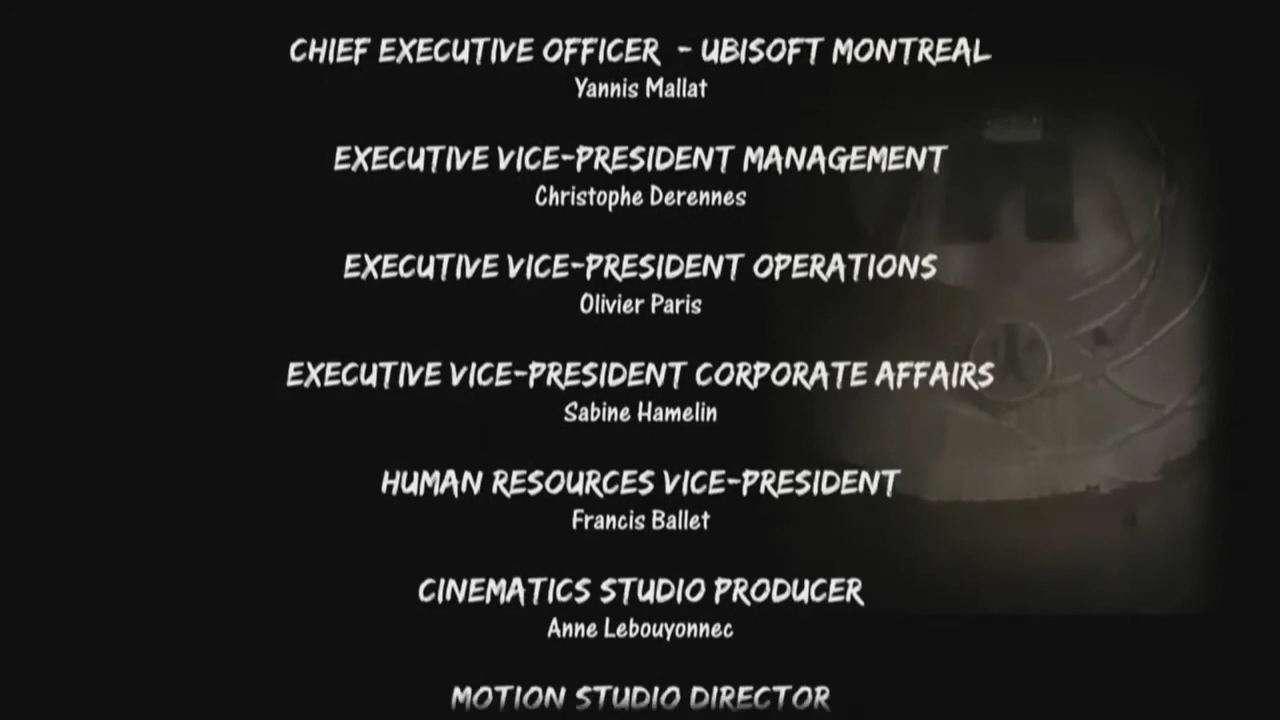 CHIEF EXECUTIVE OFFICER - UBISOFT MONTREAL
Yannis Mallat
EXECUTIVE VICE-PRESIDENT MANAGEMENT
Christophe Derennes
EXECUTIVE VICE-PRESIDENT OPERATIONS
Olivier Paris
EXECUTIVE VICE-PRESIDENT CORPORATE AFFAIRS
Sabine Hamelin
HUMAN RESOURCES VICE-PRESIDENT
Francis Ballet
CINEMATICS STUDIO PRODUCER
Anne Lebouyonnec
MOTION STUDIO DIRECTOR